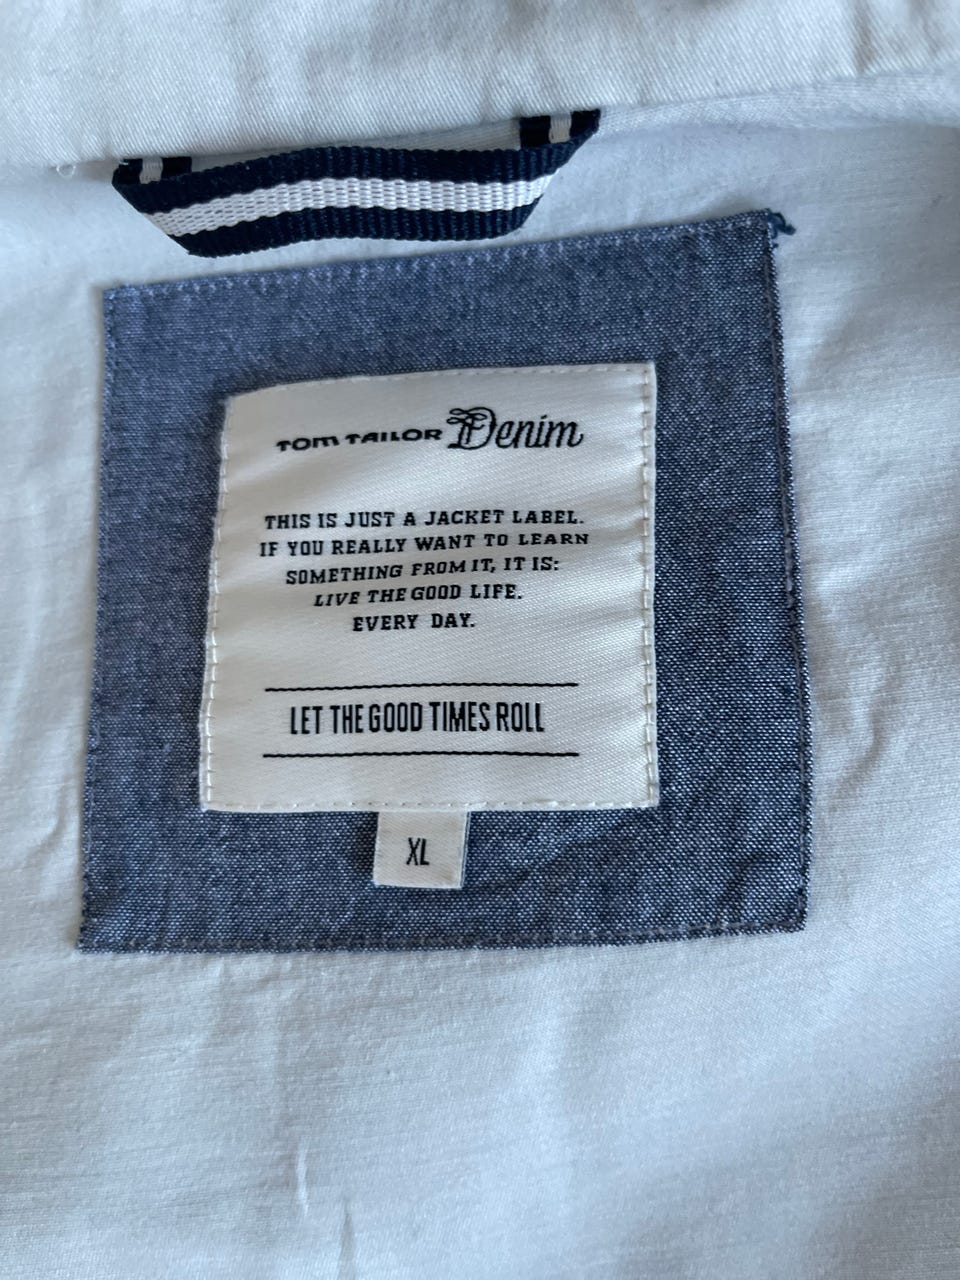 TOM TAILOR Denim
THIS IS JUST A JACKET LABEL.
IF YOU REALLY WANT TO LEARN
SOMETHING FROM IT, IT IS:
LIVE THE GOOD LIFE.
EVERY DAY.
LET THE GOOD TIMES ROLL
XL